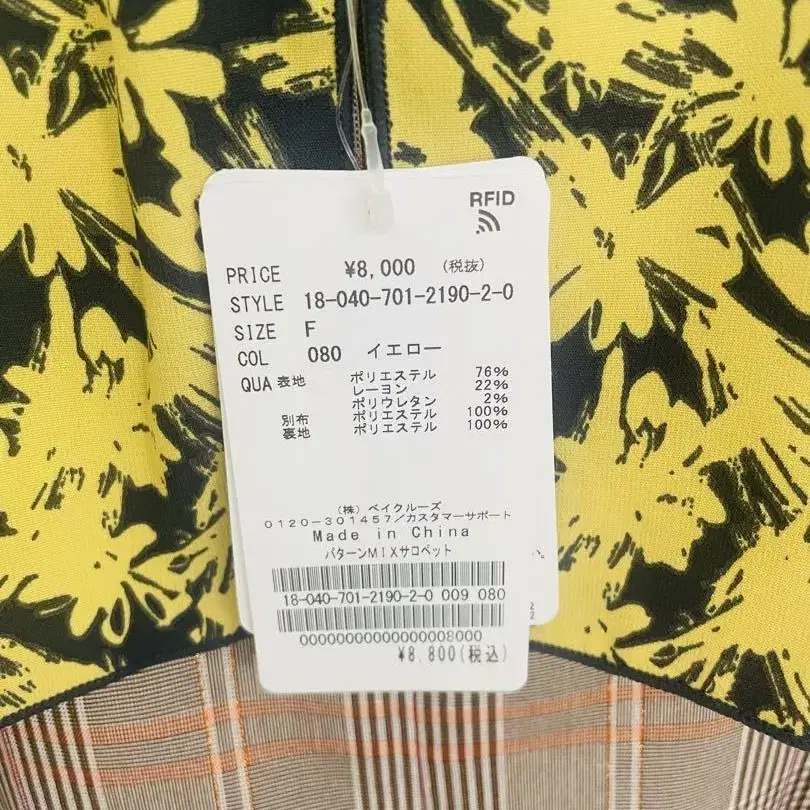 RFID
PRICE ¥8,000 (税抜)
STYLE 18-040-701-2190-2-0
SIZE F
COL 080 イエロー
QUA 表地 ポリエステル 76%
レーヨン 22%
ポリウレタン 2%
別布 ポリエステル 100%
裏地 ポリエステル 100%
(株) ベイクルーズ
0120-301457/カスタマーサポート
Made in China
パターンMIXサロペット
18-040-701-2190-2-0 009 080
00000000000000008000
¥8,800(税込)